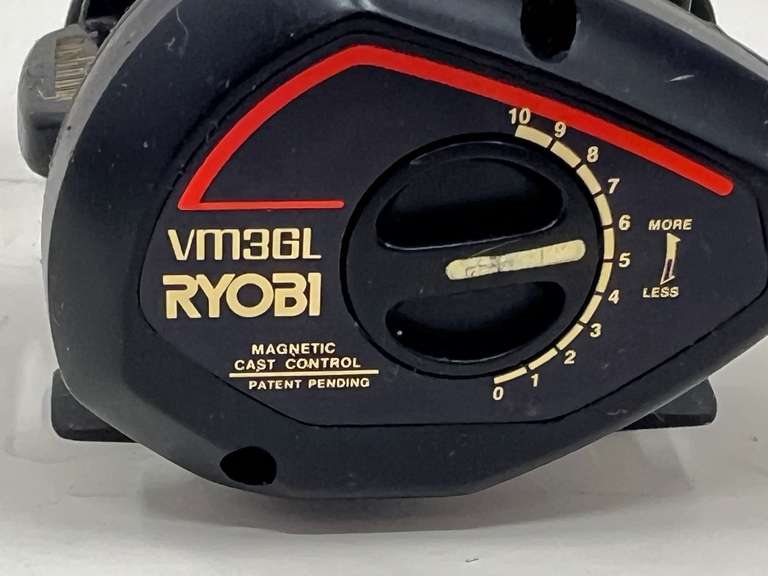 10
9
8
7
6
5
4
3
2
1
0
MORE
LESS
VM3GL
RYOBI
MAGNETIC
CAST CONTROL
PATENT PENDING